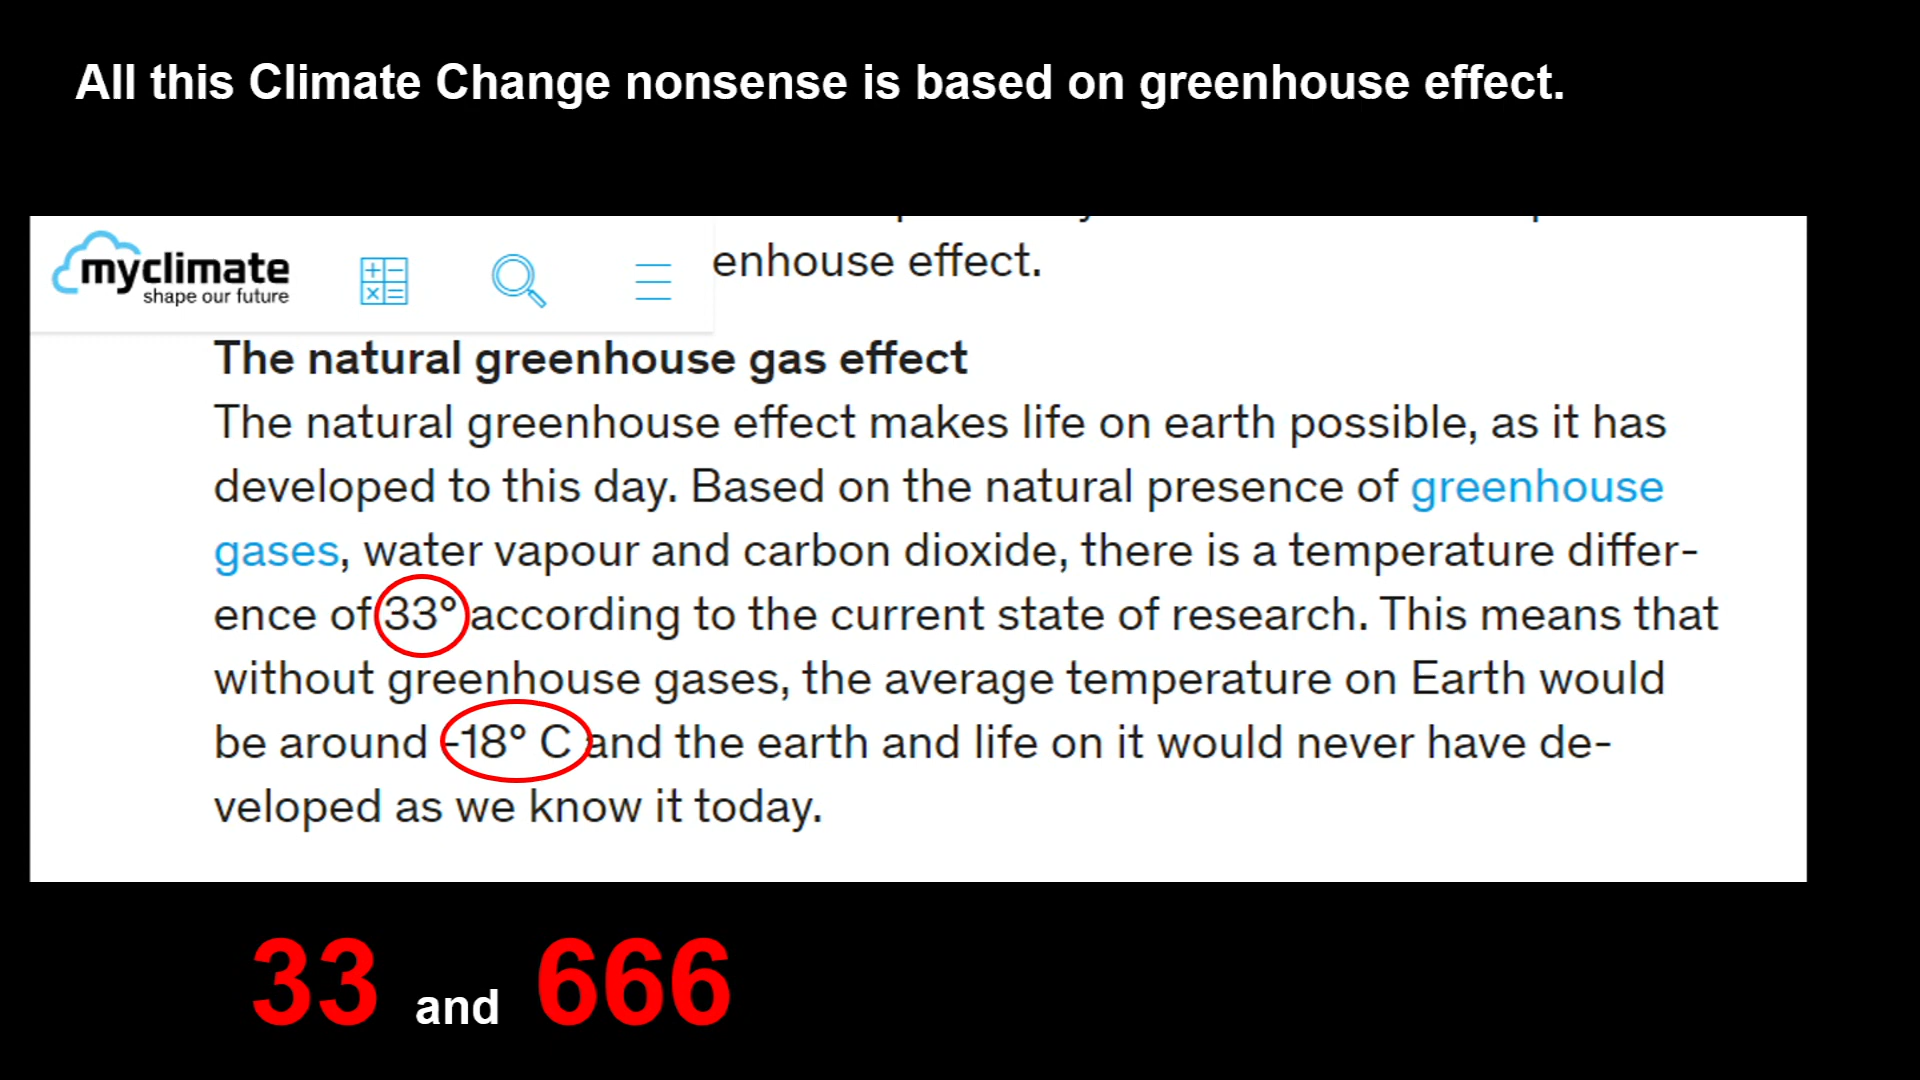 All this Climate Change nonsense is based on greenhouse effect.
myclimate
shape our future
enhouse effect.
The natural greenhouse gas effect
The natural greenhouse effect makes life on earth possible, as it has
developed to this day. Based on the natural presence of greenhouse
gases, water vapour and carbon dioxide, there is a temperature differ-
ence of 33° according to the current state of research. This means that
without greenhouse gases, the average temperature on Earth would
be around -18° C and the earth and life on it would never have de-
veloped as we know it today.
33 and 666